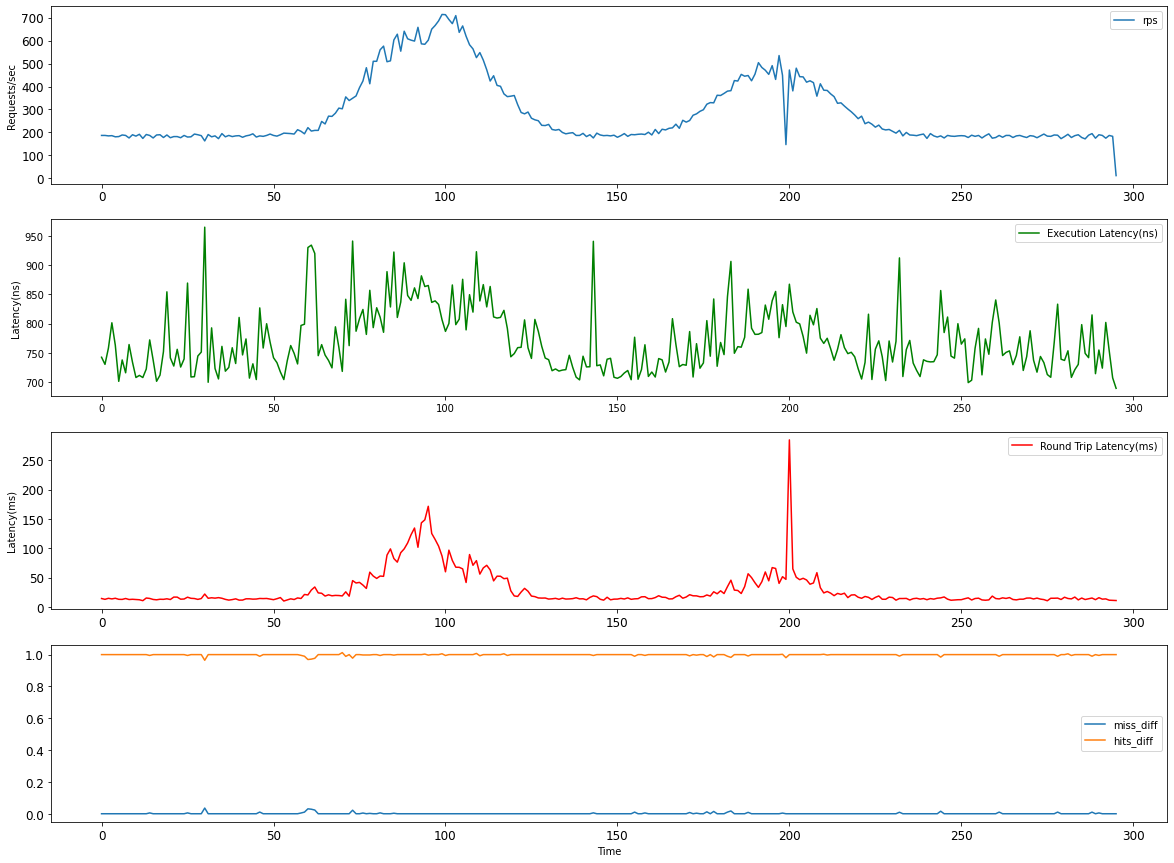 Requests/sec
700
600
500
400
300
200
100
0
rps
0 50 100 150 200 250 300
Latency(ns)
950
900
850
800
750
700
Execution Latency(ns)
0 50 100 150 200 250 300
Latency(ms)
250
200
150
100
50
0
Round Trip Latency(ms)
0 50 100 150 200 250 300
1.0
0.8
0.6
0.4
0.2
0.0
miss_diff
hits_diff
0 50 100 150 200 250 300
Time